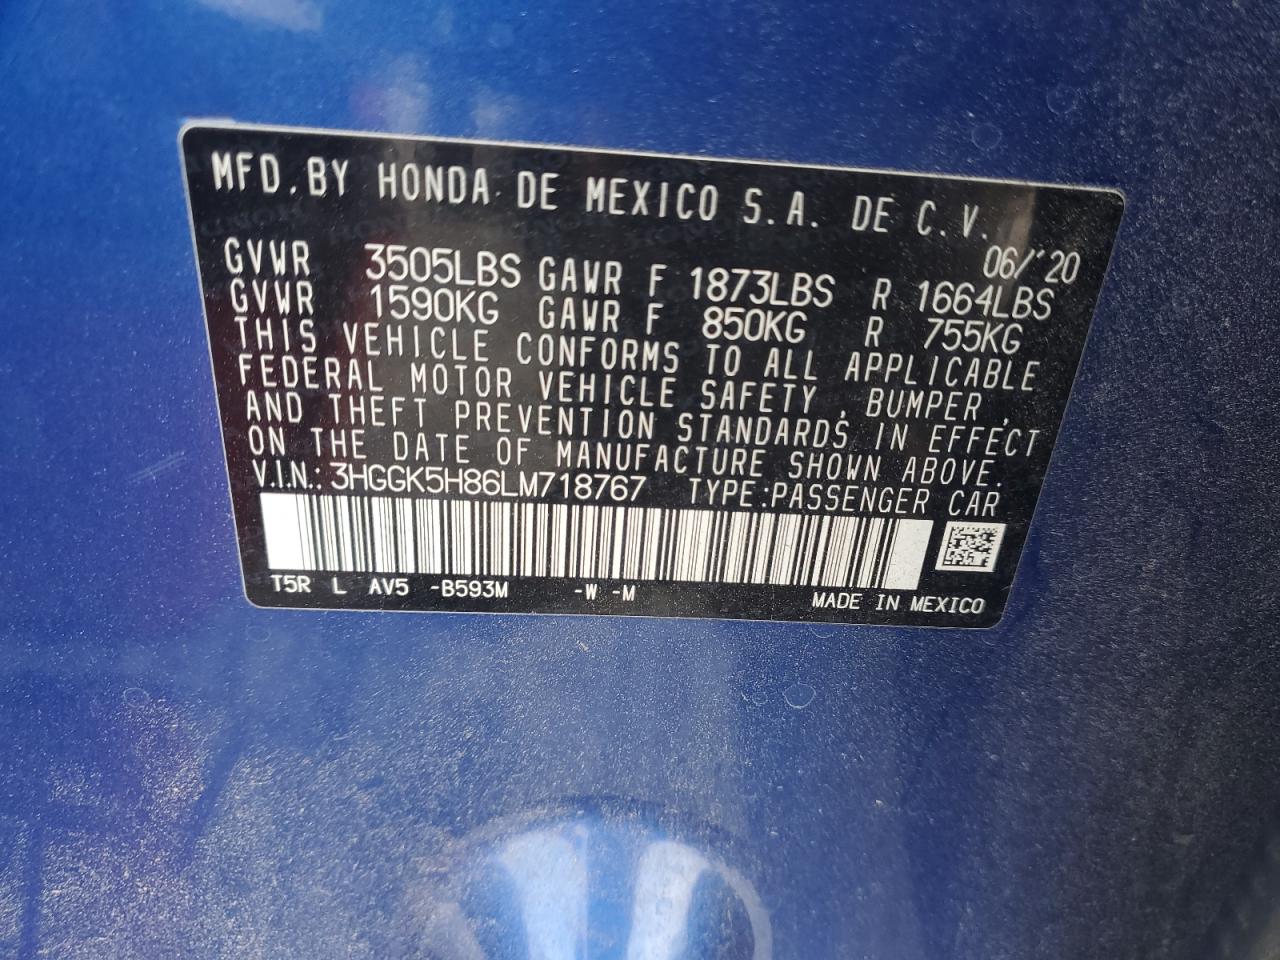 MFD. BY HONDA DE MEXICO S.A. DE C.V.
06/'20
GVWR 3505LBS GAWR F 1873LBS R 1664LBS
GVWR 1590KG GAWR F 850KG R 755KG
THIS VEHICLE CONFORMS TO ALL APPLICABLE
FEDERAL MOTOR VEHICLE SAFETY, BUMPER,
AND THEFT PREVENTION STANDARDS IN EFFECT
ON THE DATE OF MANUFACTURE SHOWN ABOVE.
V.I.N.: 3HGGK5H86LM718767 TYPE:PASSENGER CAR
T5R L AV5 -B593M -W -M
MADE IN MEXICO